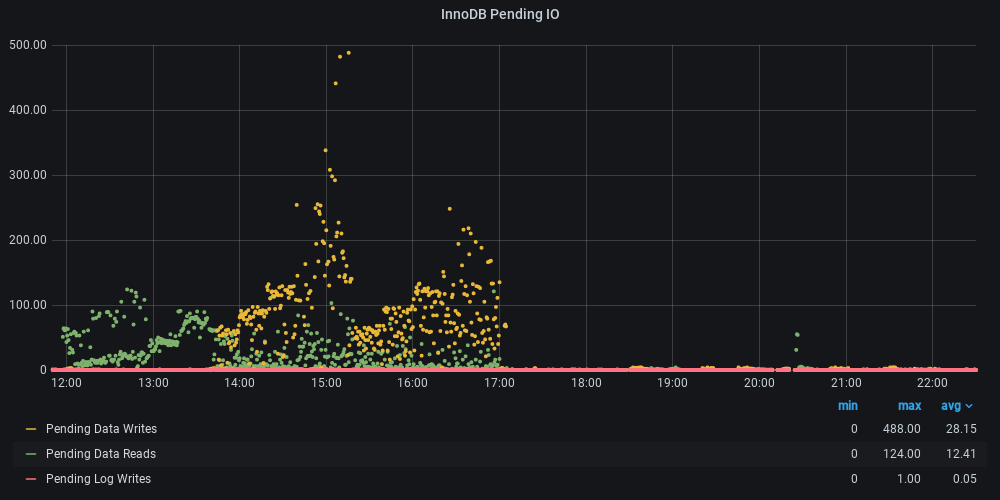 InnoDB Pending IO
500.00
400.00
300.00
200.00
100.00
0
12:00 13:00 14:00 15:00 16:00 17:00 18:00 19:00 20:00 21:00 22:00
min max avg
Pending Data Writes 0 488.00 28.15
Pending Data Reads 0 124.00 12.41
Pending Log Writes 0 1.00 0.05